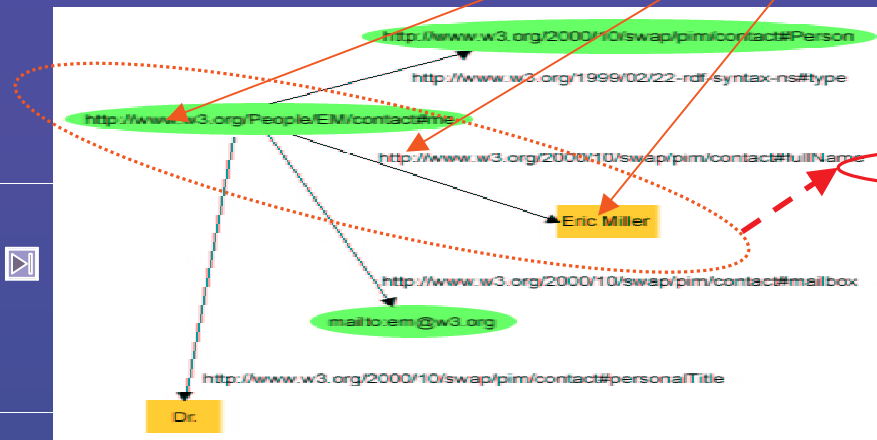 http://www.w3.org/2000/10/swap/pim/contact#Person
http://www.w3.org/1999/02/22-rdf-syntax-ns#type
http://www.w3.org/People/EM/contact#me
http://www.w3.org/2000/10/swap/pim/contact#fullName
Eric Miller
http://www.w3.org/2000/10/swap/pim/contact#mailbox
mailto:em@w3.org
http://www.w3.org/2000/10/swap/pim/contact#personalTitle
Dr.